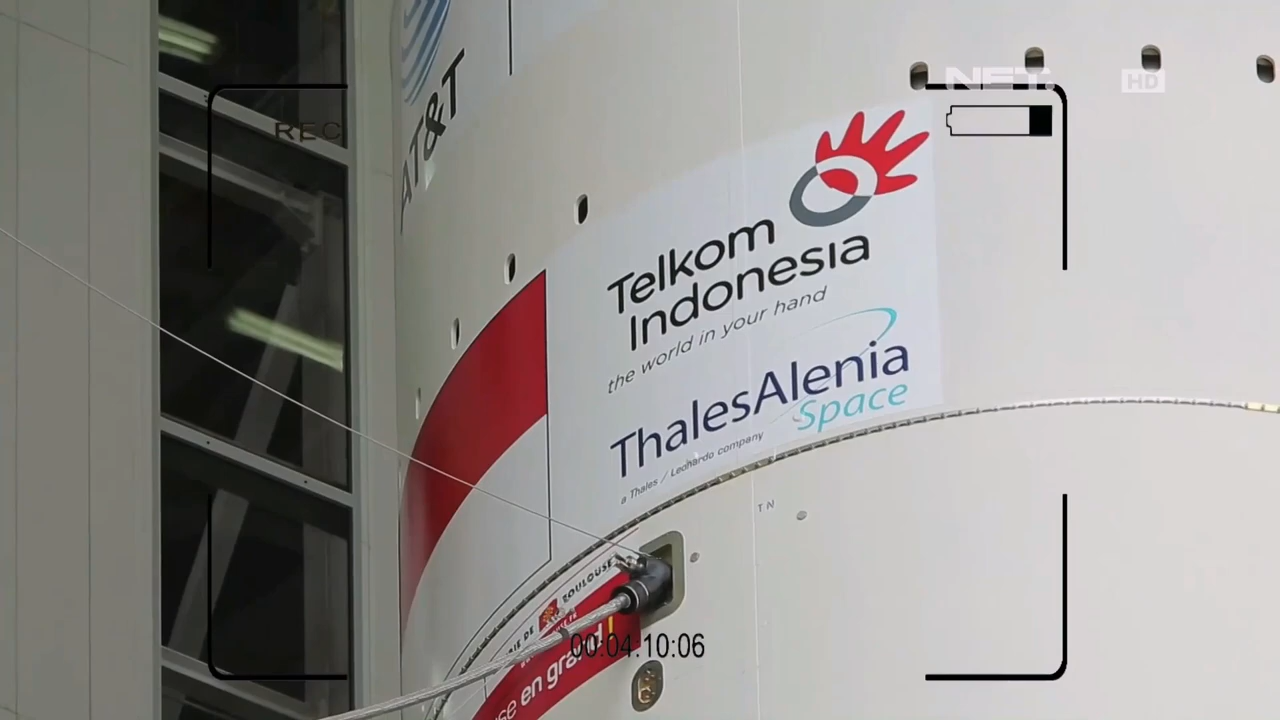 NET.
HD
REC
AT&T
Telkom
Indonesia
the world in your hand
ThalesAlenia
Space
a Thales / Leonardo company
TN
TOULOUSE
en grand
00:04:10:06